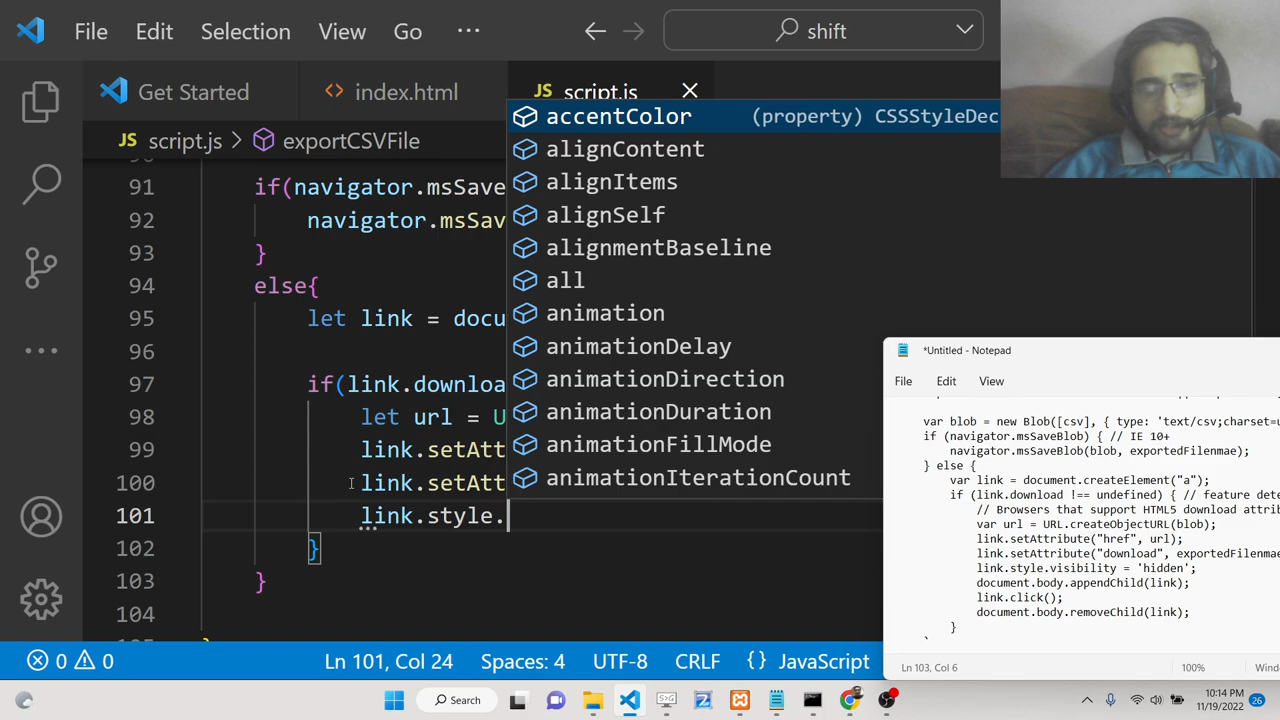 File Edit Selection View Go ··· shift
Get Started index.html JS script.js
JS script.js > exportCSVFile
91 if(navigator.msSave
92 navigator.msSav
93 }
94 else{
95 let link = docu
96
97 if(link.downloa
98 let url = U
99 link.setAtt
100 link.setAtt
101 link.style.
102 }
103 }
104
accentColor (property) CSSStyleDec
alignContent
alignItems
alignSelf
alignmentBaseline
all
animation
animationDelay
animationDirection
animationDuration
animationFillMode
animationIterationCount
*Untitled - Notepad
File Edit View
var blob = new Blob([csv], { type: 'text/csv;charset=u
if (navigator.msSaveBlob) { // IE 10+
navigator.msSaveBlob(blob, exportedFilenmae);
} else {
var link = document.createElement("a");
if (link.download !== undefined) { // feature dete
// Browsers that support HTML5 download attrib
var url = URL.createObjectURL(blob);
link.setAttribute("href", url);
link.setAttribute("download", exportedFilenmae
link.style.visibility = 'hidden';
document.body.appendChild(link);
link.click();
document.body.removeChild(link);
}
Ln 103, Col 6 100% Windo
0 0 Ln 101, Col 24 Spaces: 4 UTF-8 CRLF {} JavaScript
Search
10:14 PM
11/19/2022 26